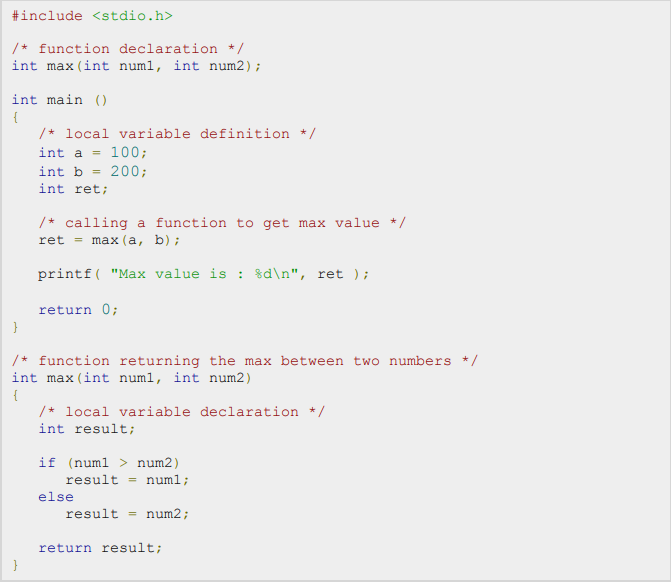 #include <stdio.h>
/* function declaration */
int max(int num1, int num2);
int main ()
{
/* local variable definition */
int a = 100;
int b = 200;
int ret;
/* calling a function to get max value */
ret = max(a, b);
printf( "Max value is : %d\n", ret );
return 0;
}
/* function returning the max between two numbers */
int max(int num1, int num2)
{
/* local variable declaration */
int result;
if (num1 > num2)
result = num1;
else
result = num2;
return result;
}